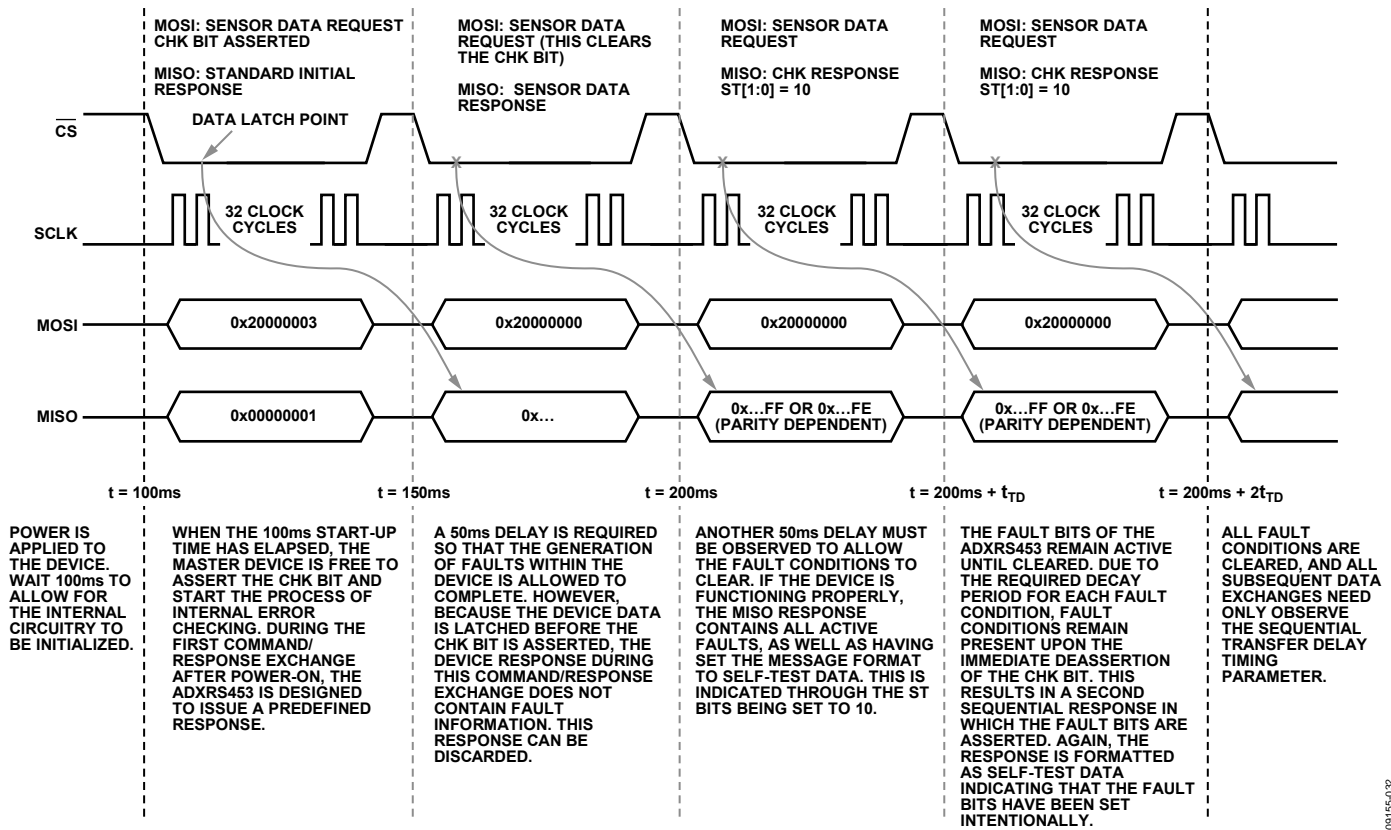 MOSI: SENSOR DATA REQUEST
CHK BIT ASSERTED
MISO: STANDARD INITIAL
RESPONSE
MOSI: SENSOR DATA
REQUEST (THIS CLEARS
THE CHK BIT)
MISO: SENSOR DATA
RESPONSE
MOSI: SENSOR DATA
REQUEST
MISO: CHK RESPONSE
ST[1:0] = 10
MOSI: SENSOR DATA
REQUEST
MISO: CHK RESPONSE
ST[1:0] = 10
CS
DATA LATCH POINT
X
X
X
SCLK
32 CLOCK
CYCLES
32 CLOCK
CYCLES
32 CLOCK
CYCLES
32 CLOCK
CYCLES
MOSI
0x20000003
0x20000000
0x20000000
0x20000000
MISO
0x00000001
0x…
0x…FF OR 0x…FE
(PARITY DEPENDENT)
0x…FF OR 0x…FE
(PARITY DEPENDENT)
t = 100ms
t = 150ms
t = 200ms
t = 200ms + tTD
t = 200ms + 2tTD
POWER IS
APPLIED TO
THE DEVICE.
WAIT 100ms TO
ALLOW FOR
THE INTERNAL
CIRCUITRY TO
BE INITIALIZED.
WHEN THE 100ms START-UP
TIME HAS ELAPSED, THE
MASTER DEVICE IS FREE TO
ASSERT THE CHK BIT AND
START THE PROCESS OF
INTERNAL ERROR
CHECKING. DURING THE
FIRST COMMAND/
RESPONSE EXCHANGE
AFTER POWER-ON, THE
ADXRS453 IS DESIGNED
TO ISSUE A PREDEFINED
RESPONSE.
A 50ms DELAY IS REQUIRED
SO THAT THE GENERATION
OF FAULTS WITHIN THE
DEVICE IS ALLOWED TO
COMPLETE. HOWEVER,
BECAUSE THE DEVICE DATA
IS LATCHED BEFORE THE
CHK BIT IS ASSERTED, THE
DEVICE RESPONSE DURING
THIS COMMAND/RESPONSE
EXCHANGE DOES NOT
CONTAIN FAULT
INFORMATION. THIS
RESPONSE CAN BE
DISCARDED.
ANOTHER 50ms DELAY MUST
BE OBSERVED TO ALLOW
THE FAULT CONDITIONS TO
CLEAR. IF THE DEVICE IS
FUNCTIONING PROPERLY,
THE MISO RESPONSE
CONTAINS ALL ACTIVE
FAULTS, AS WELL AS HAVING
SET THE MESSAGE FORMAT
TO SELF-TEST DATA. THIS IS
INDICATED THROUGH THE ST
BITS BEING SET TO 10.
THE FAULT BITS OF THE
ADXRS453 REMAIN ACTIVE
UNTIL CLEARED. DUE TO
THE REQUIRED DECAY
PERIOD FOR EACH FAULT
CONDITION, FAULT
CONDITIONS REMAIN
PRESENT UPON THE
IMMEDIATE DEASSERTION
OF THE CHK BIT. THIS
RESULTS IN A SECOND
SEQUENTIAL RESPONSE IN
WHICH THE FAULT BITS ARE
ASSERTED. AGAIN, THE
RESPONSE IS FORMATTED
AS SELF-TEST DATA
INDICATING THAT THE FAULT
BITS HAVE BEEN SET
INTENTIONALLY.
ALL FAULT
CONDITIONS ARE
CLEARED, AND ALL
SUBSEQUENT DATA
EXCHANGES NEED
ONLY OBSERVE
THE SEQUENTIAL
TRANSFER DELAY
TIMING
PARAMETER.
09155-032